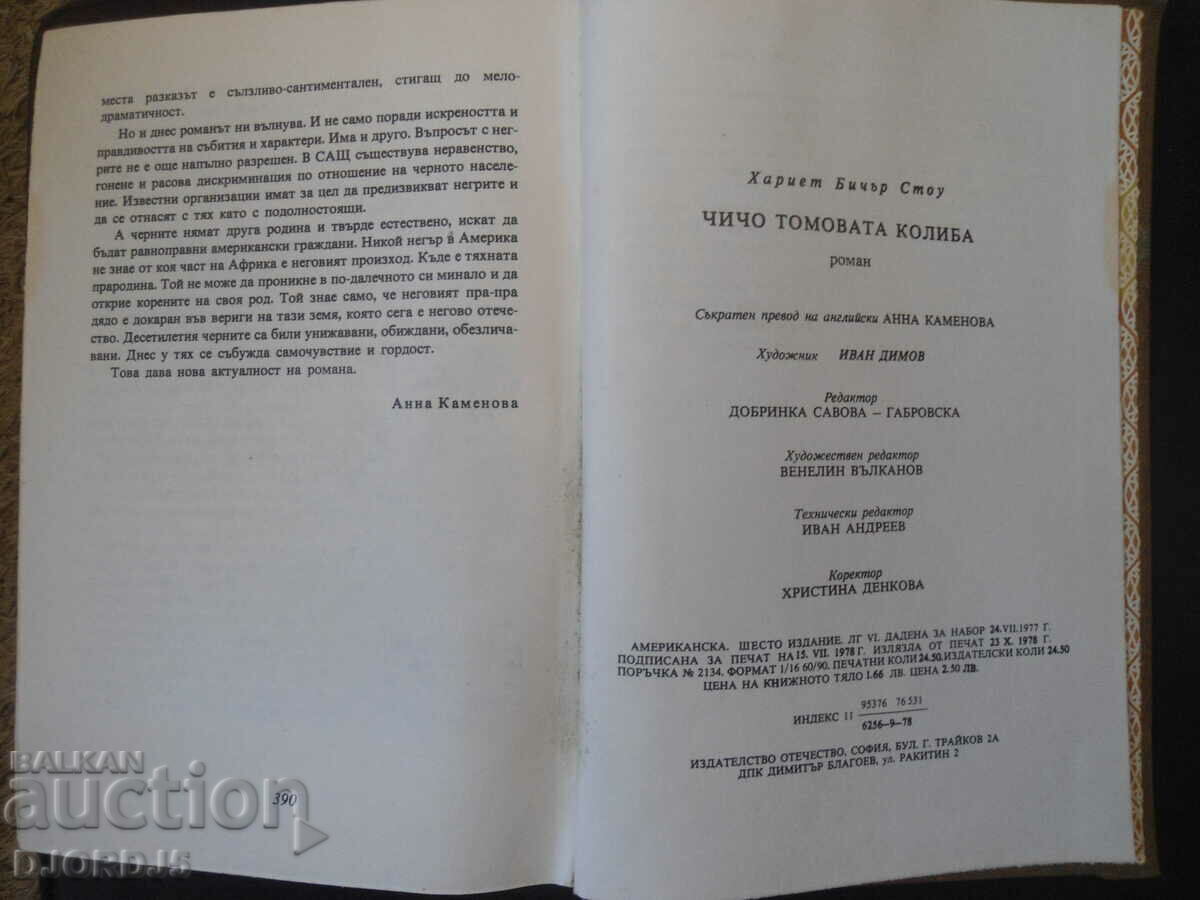 места разказът е сълзливо-сантиментален, стигащ до мело-
драматичност.
Но и днес романът ни вълнува. И не само поради искреността и
правдивостта на събития и характери. Има и друго. Въпросът с нег-
рите не е още напълно разрешен. В САЩ съществува неравенство,
гонене и расова дискриминация по отношение на черното населе-
ние. Известни организации имат за цел да предизвикват негрите и
да се отнасят с тях като с подолностоящи.
А черните нямат друга родина и твърде естествено, искат да
бъдат равноправни американски граждани. Никой негър в Америка
не знае от коя част на Африка е неговият произход. Къде е тяхната
прародина. Той не може да проникне в по-далечното си минало и да
открие корените на своя род. Той знае само, че неговият пра-пра
дядо е докаран във вериги на тази земя, която сега е негово отече-
ство. Десетилетия черните са били унижавани, обиждани, обезлича-
вани. Днес у тях се събужда самочувствие и гордост.
Това дава нова актуалност на романа.
Анна Каменова
390
Хариет Бичър Стоу
ЧИЧО ТОМОВАТА КОЛИБА
роман
Съкратен превод на английски АННА КАМЕНОВА
Художник ИВАН ДИМОВ
Редактор
ДОБРИНКА САВОВА – ГАБРОВСКА
Художествен редактор
ВЕНЕЛИН ВЪЛКАНОВ
Технически редактор
ИВАН АНДРЕЕВ
Коректор
ХРИСТИНА ДЕНКОВА
АМЕРИКАНСКА. ШЕСТО ИЗДАНИЕ. ЛГ VI. ДАДЕНА ЗА НАБОР 24.VII.1977 Г.
ПОДПИСАНА ЗА ПЕЧАТ НА 15. VII. 1978 Г. ИЗЛЯЗЛА ОТ ПЕЧАТ 23 X. 1978 Г.
ПОРЪЧКА № 2134. ФОРМАТ 1/16 60/90. ПЕЧАТНИ КОЛИ 24.50. ИЗДАТЕЛСКИ КОЛИ 24.50
ЦЕНА НА КНИЖНОТО ТЯЛО 1.66 ЛВ. ЦЕНА 2.50 ЛВ.
95376 76531
ИНДЕКС 11
6256–9–78
ИЗДАТЕЛСТВО ОТЕЧЕСТВО, СОФИЯ, БУЛ. Г. ТРАЙКОВ 2А
ДПК ДИМИТЪР БЛАГОЕВ, ул. РАКИТИН 2
BALKAN
auction
DJORDJ5